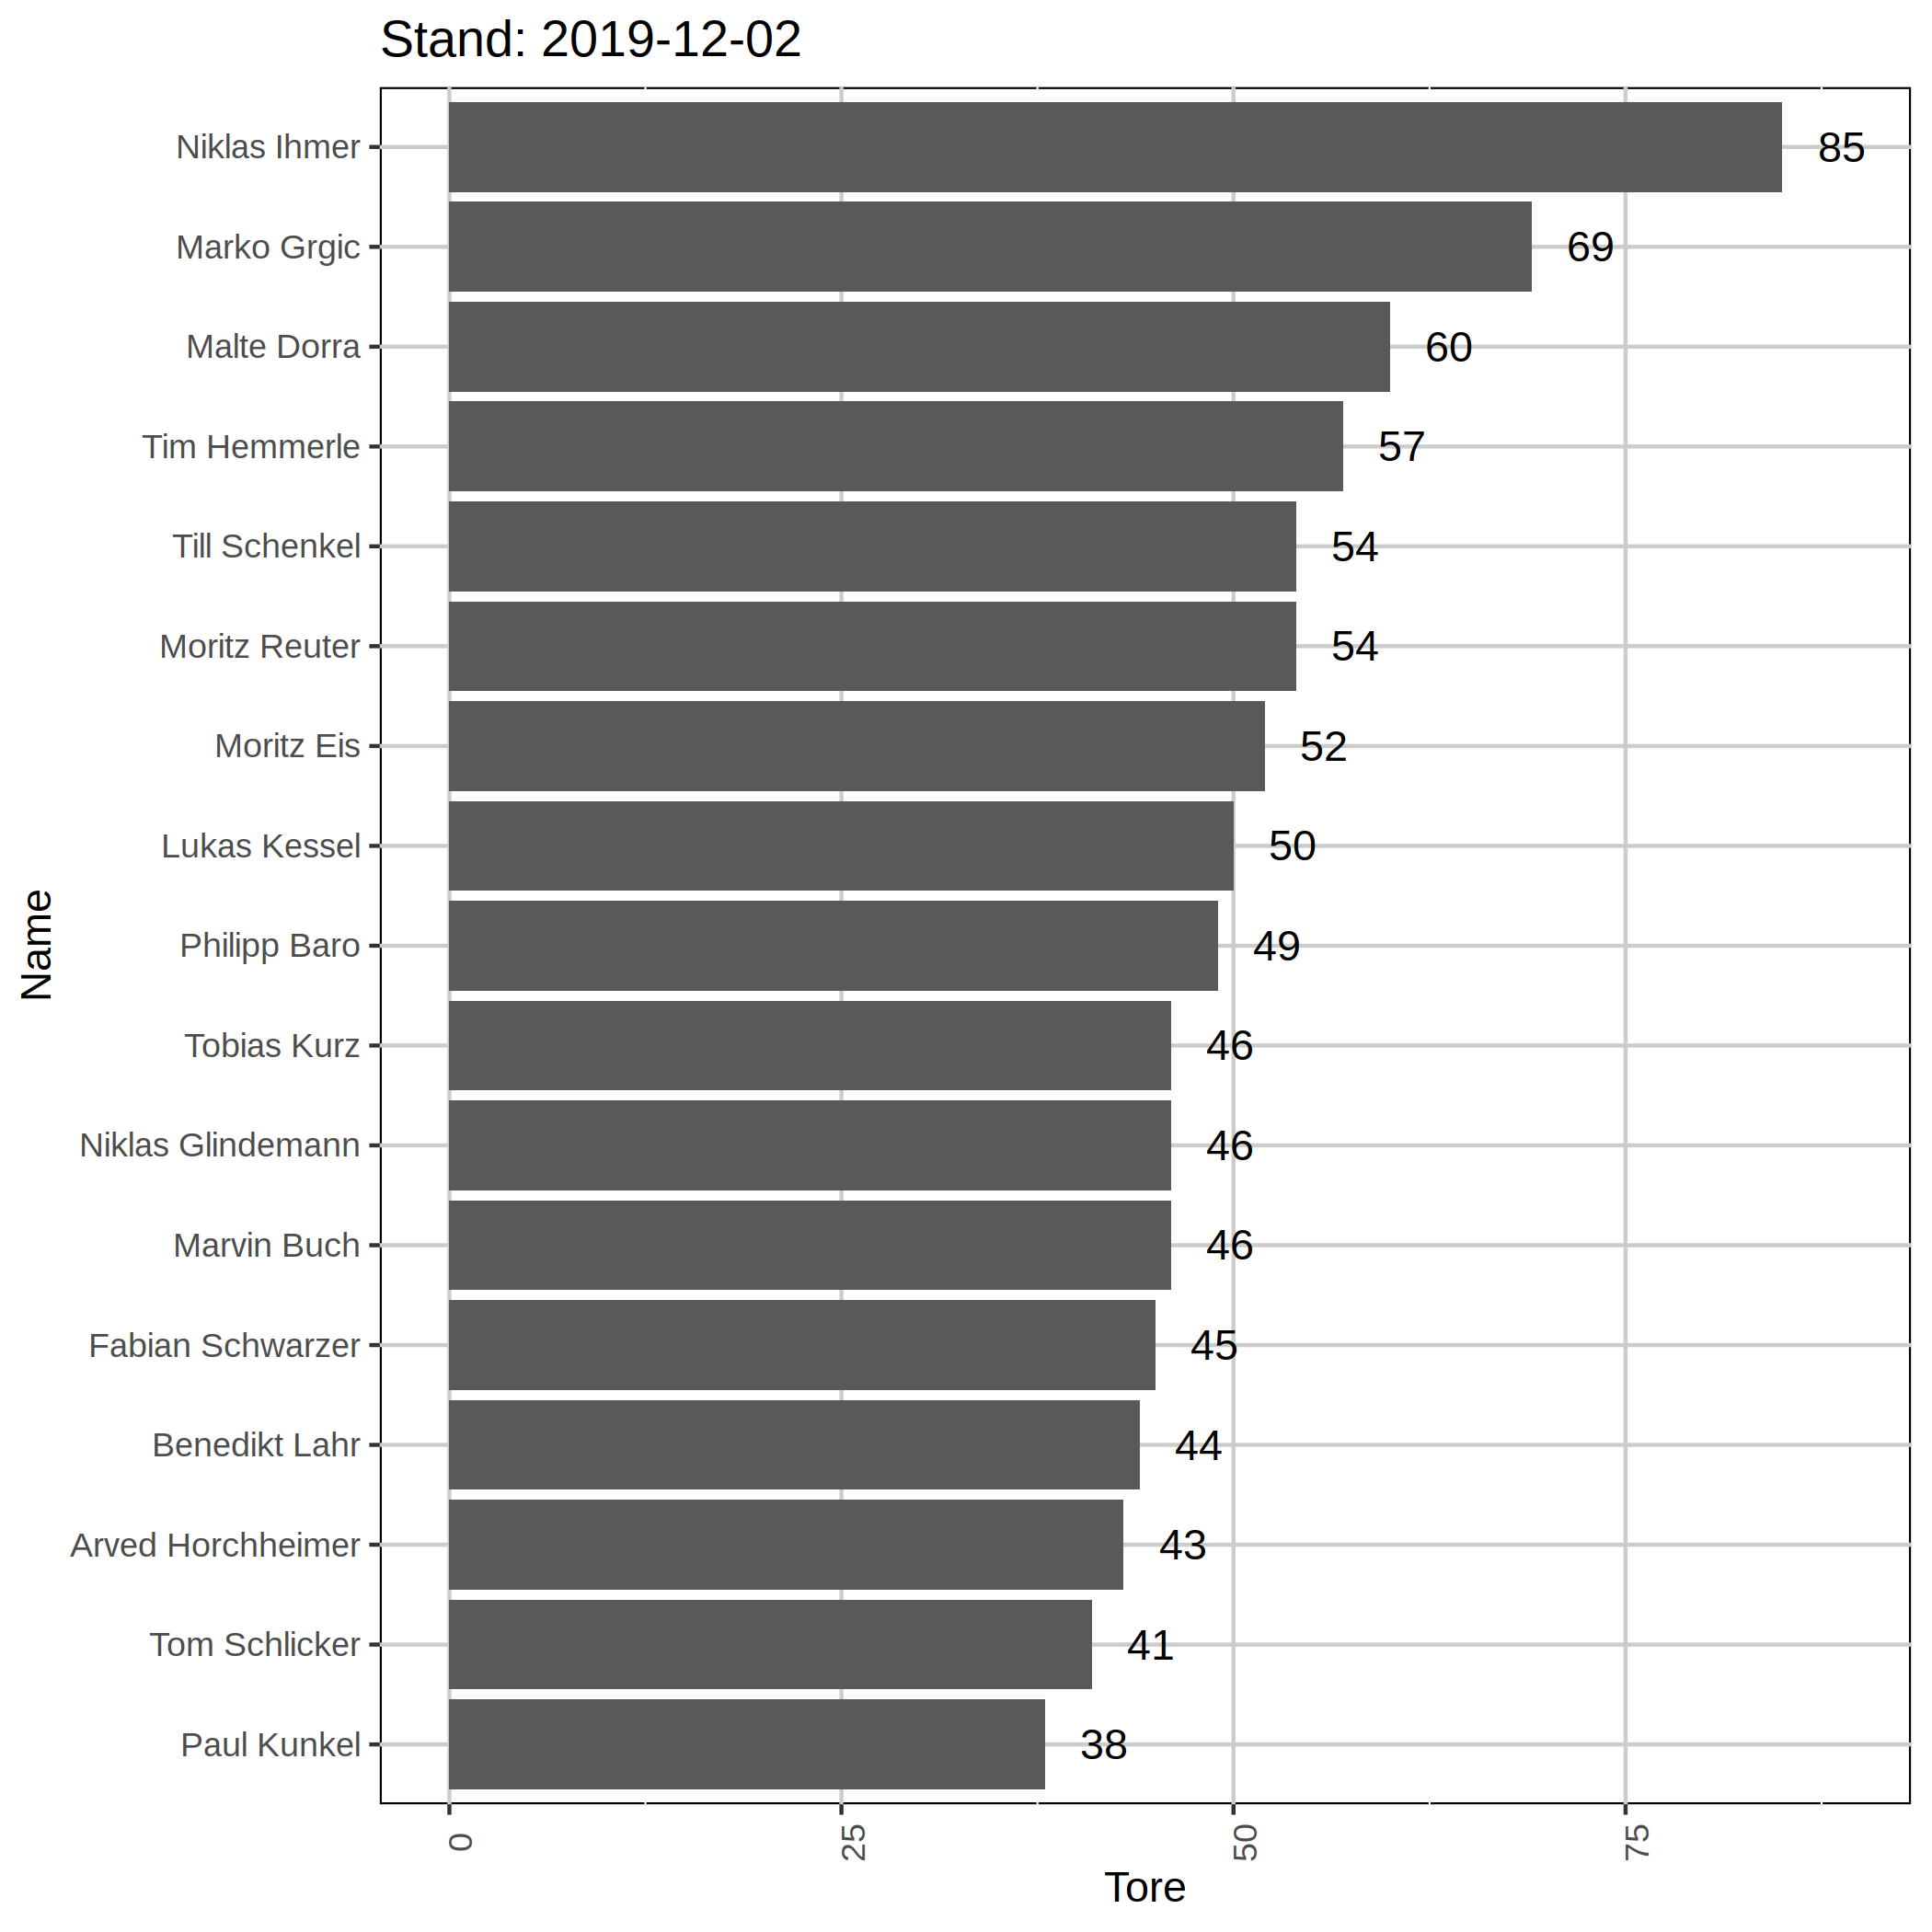 Stand: 2019-12-02
Niklas Ihmer 85
Marko Grgic 69
Malte Dorra 60
Tim Hemmerle 57
Till Schenkel 54
Moritz Reuter 54
Moritz Eis 52
Lukas Kessel 50
Philipp Baro 49
Tobias Kurz 46
Niklas Glindemann 46
Marvin Buch 46
Fabian Schwarzer 45
Benedikt Lahr 44
Arved Horchheimer 43
Tom Schlicker 41
Paul Kunkel 38
Name
0 25 50 75
Tore